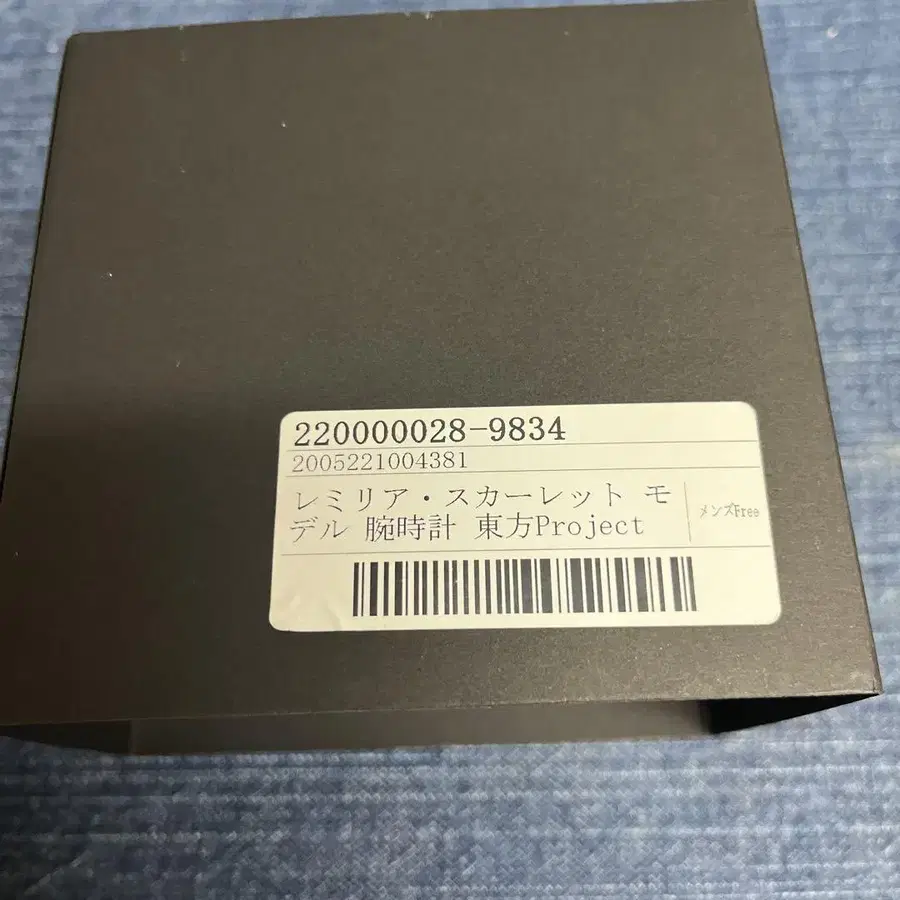 220000028-9834
2005221004381
レミリア・スカーレット モ
デル 腕時計 東方Project
メンズFree